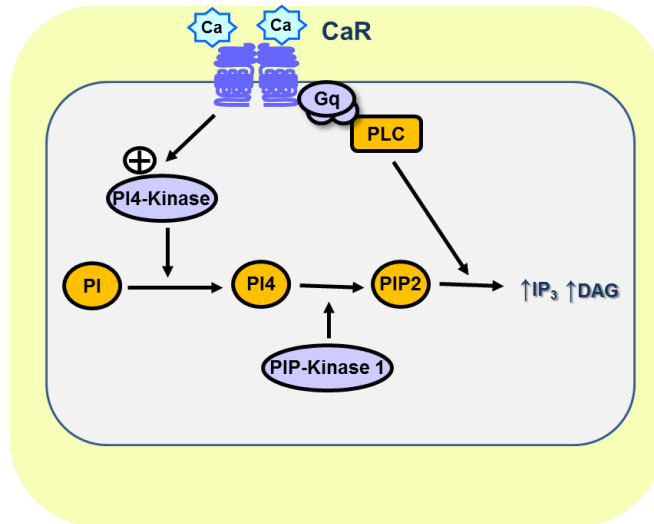 Ca
Ca
CaR
Gq
PLC
+
PI4-Kinase
PI
PI4
PIP2
↑IP₃ ↑DAG
PIP-Kinase 1